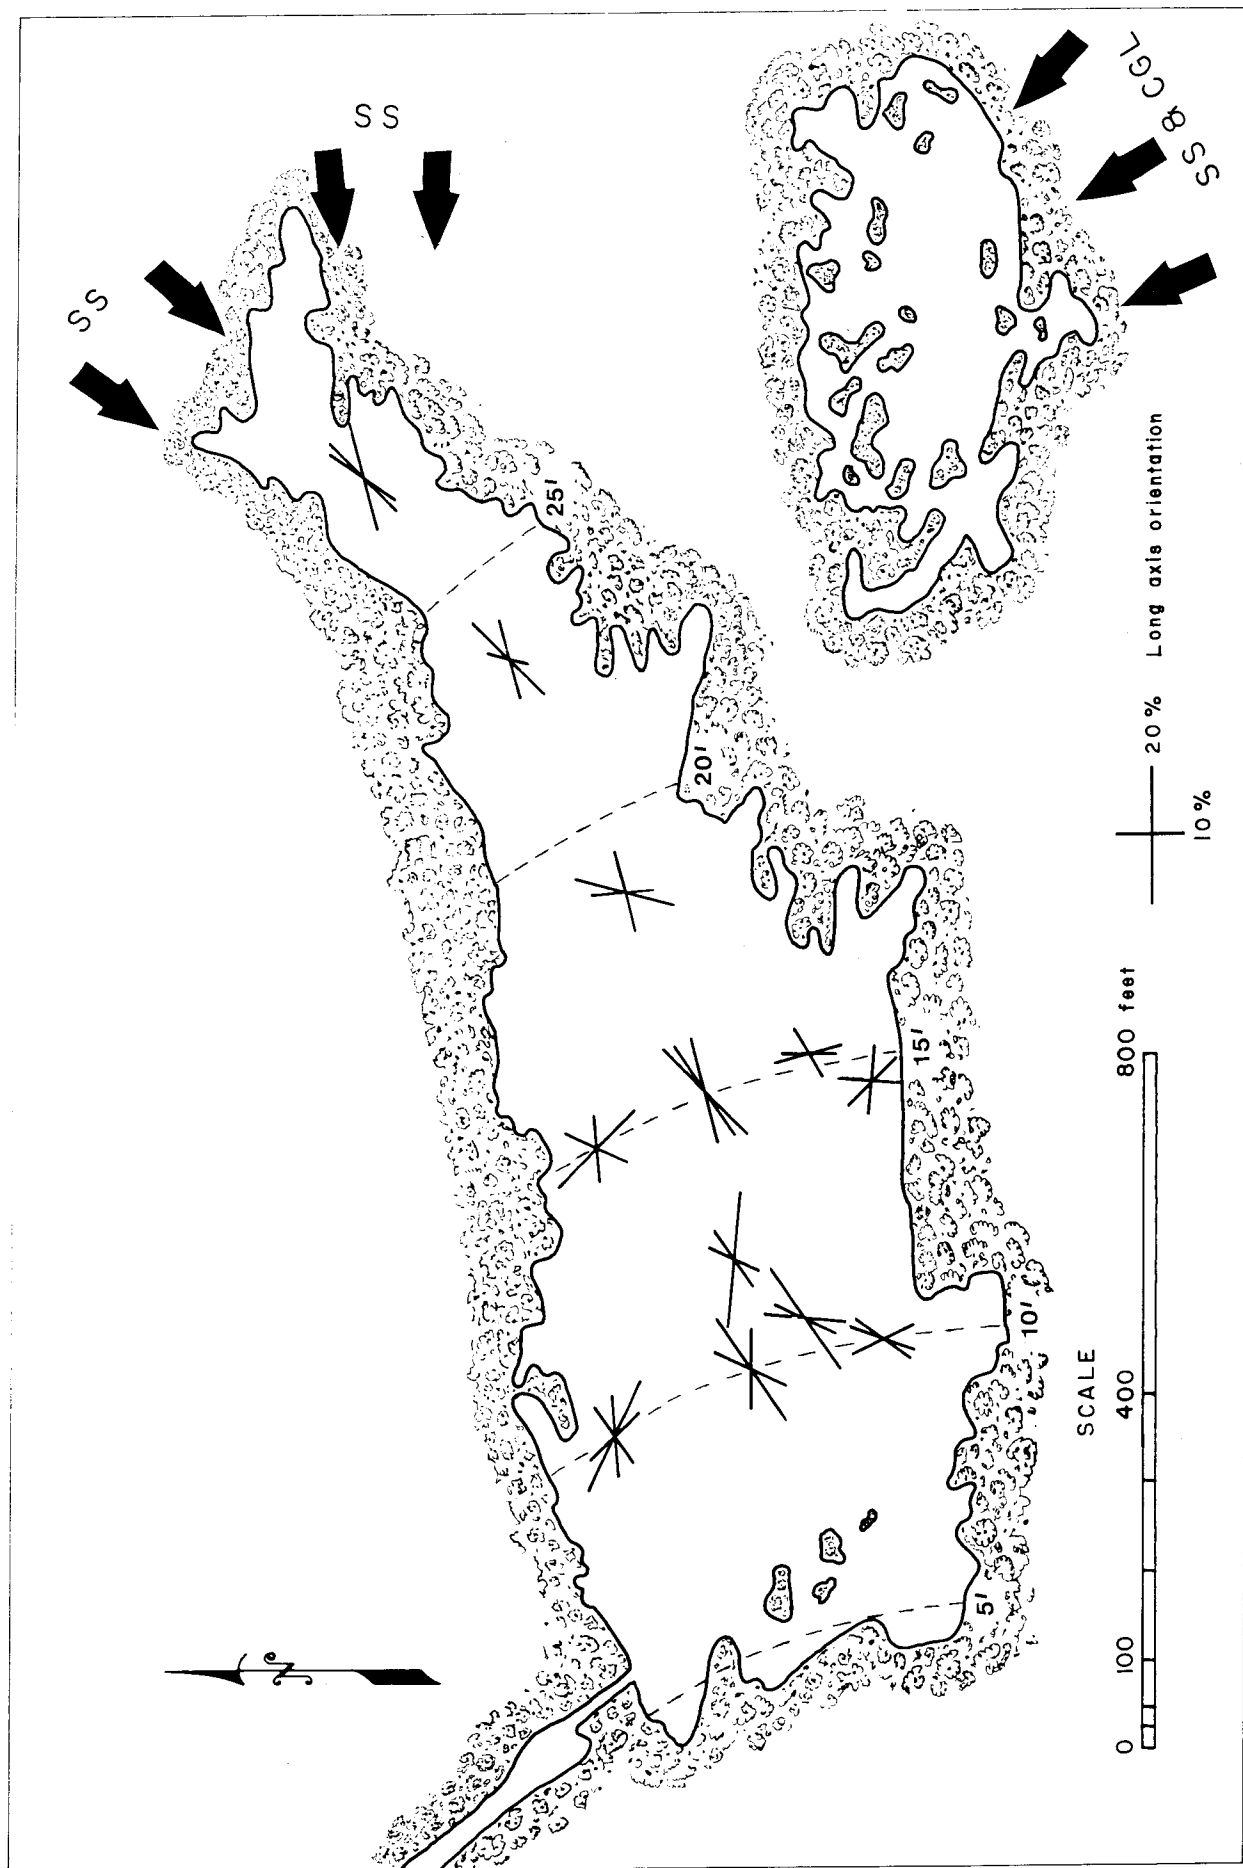 SS
SS
SS & CGL
25'
20'
15'
10'
5'
N
20% Long axis orientation
10%
SCALE
0 100 400 800 feet